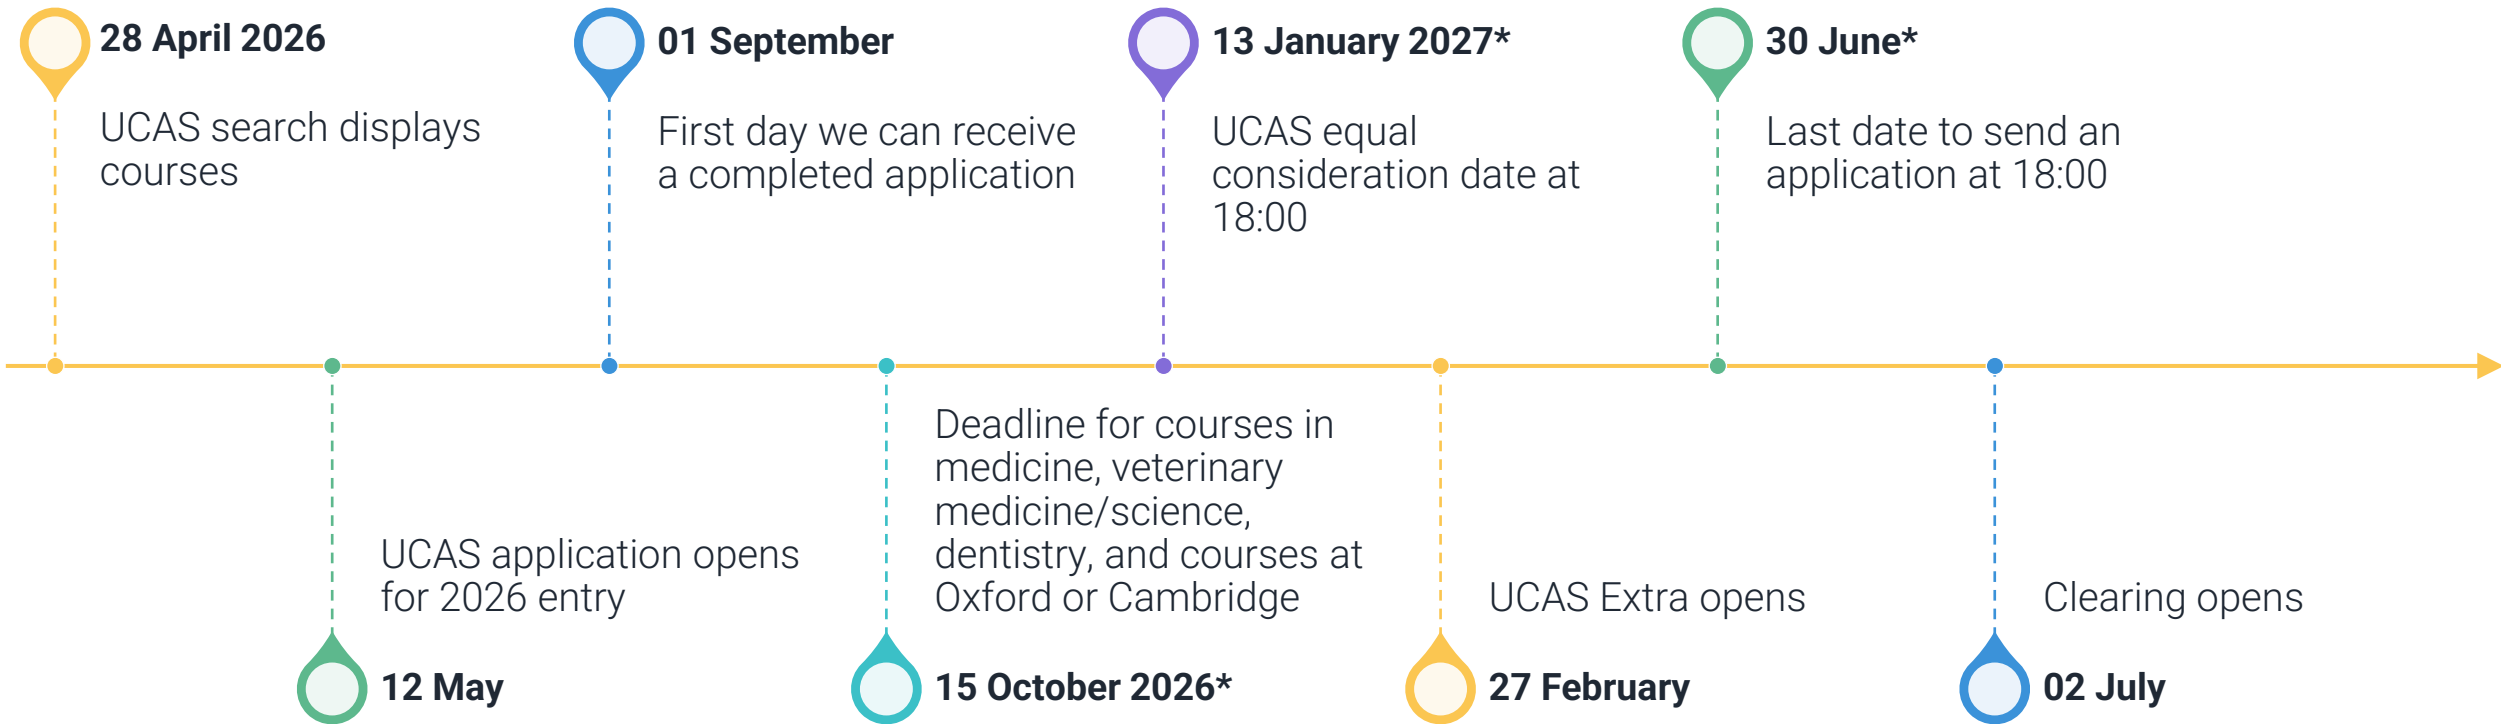 28 April 2026
UCAS search displays
courses
12 May
UCAS application opens
for 2026 entry
01 September
First day we can receive
a completed application
15 October 2026*
Deadline for courses in
medicine, veterinary
medicine/science,
dentistry, and courses at
Oxford or Cambridge
13 January 2027*
UCAS equal
consideration date at
18:00
27 February
UCAS Extra opens
30 June*
Last date to send an
application at 18:00
02 July
Clearing opens